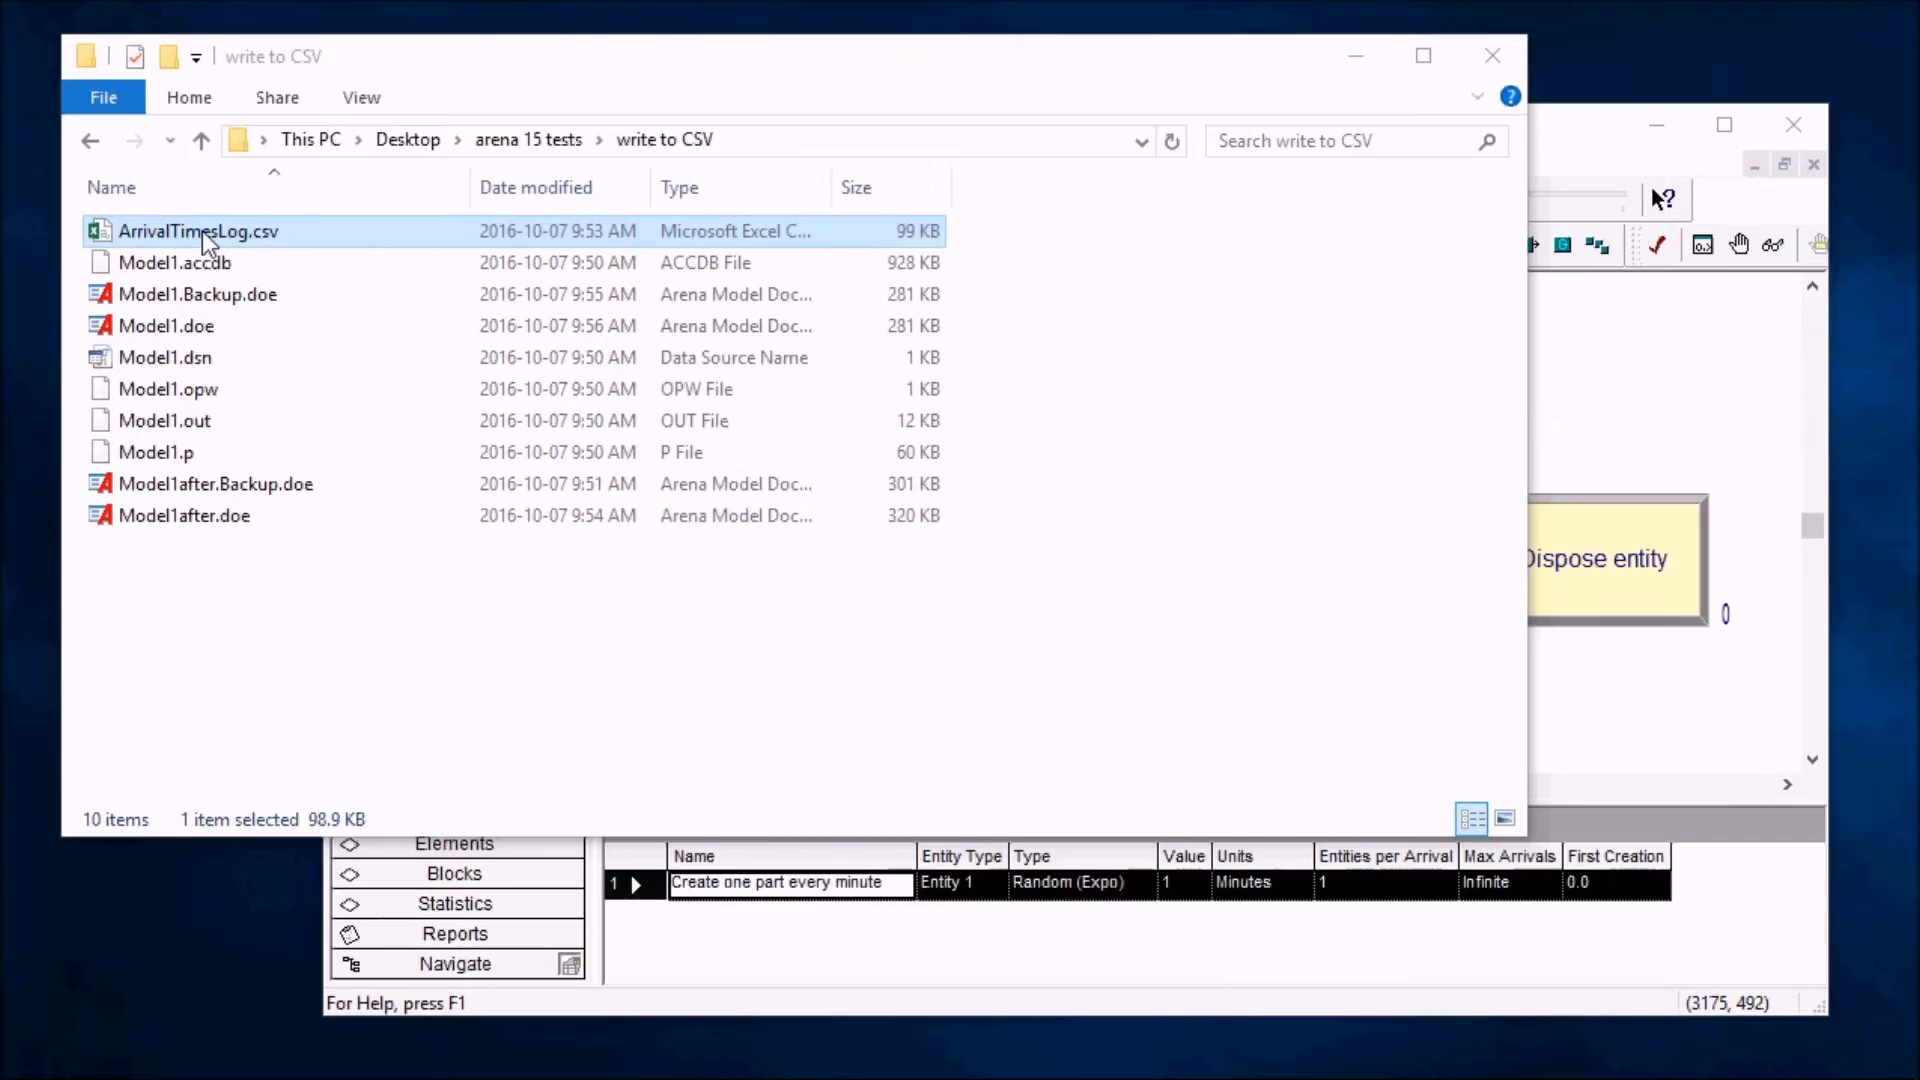 write to CSV
File Home Share View
This PC Desktop arena 15 tests write to CSV Search write to CSV
Name Date modified Type Size
ArrivalTimesLog.csv 2016-10-07 9:53 AM Microsoft Excel C... 99 KB
Model1.accdb 2016-10-07 9:50 AM ACCDB File 928 KB
Model1.Backup.doe 2016-10-07 9:55 AM Arena Model Doc... 281 KB
Model1.doe 2016-10-07 9:56 AM Arena Model Doc... 281 KB
Model1.dsn 2016-10-07 9:50 AM Data Source Name 1 KB
Model1.opw 2016-10-07 9:50 AM OPW File 1 KB
Model1.out 2016-10-07 9:50 AM OUT File 12 KB
Model1.p 2016-10-07 9:50 AM P File 60 KB
Model1after.Backup.doe 2016-10-07 9:51 AM Arena Model Doc... 301 KB
Model1after.doe 2016-10-07 9:54 AM Arena Model Doc... 320 KB
Dispose entity
0
10 items 1 item selected 98.9 KB
Elements
Blocks
Statistics
Reports
Navigate
Name Entity Type Type Value Units Entities per Arrival Max Arrivals First Creation
1 Create one part every minute Entity 1 Random (Expo) 1 Minutes 1 Infinite 0.0
For Help, press F1 (3175, 492)